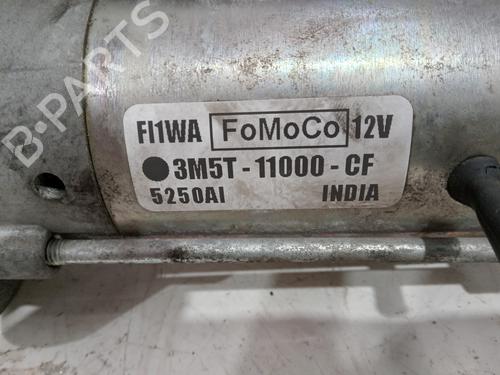 B-PARTS
FI1WA FoMoCo 12V
3M5T-11000-CF
5250AI INDIA